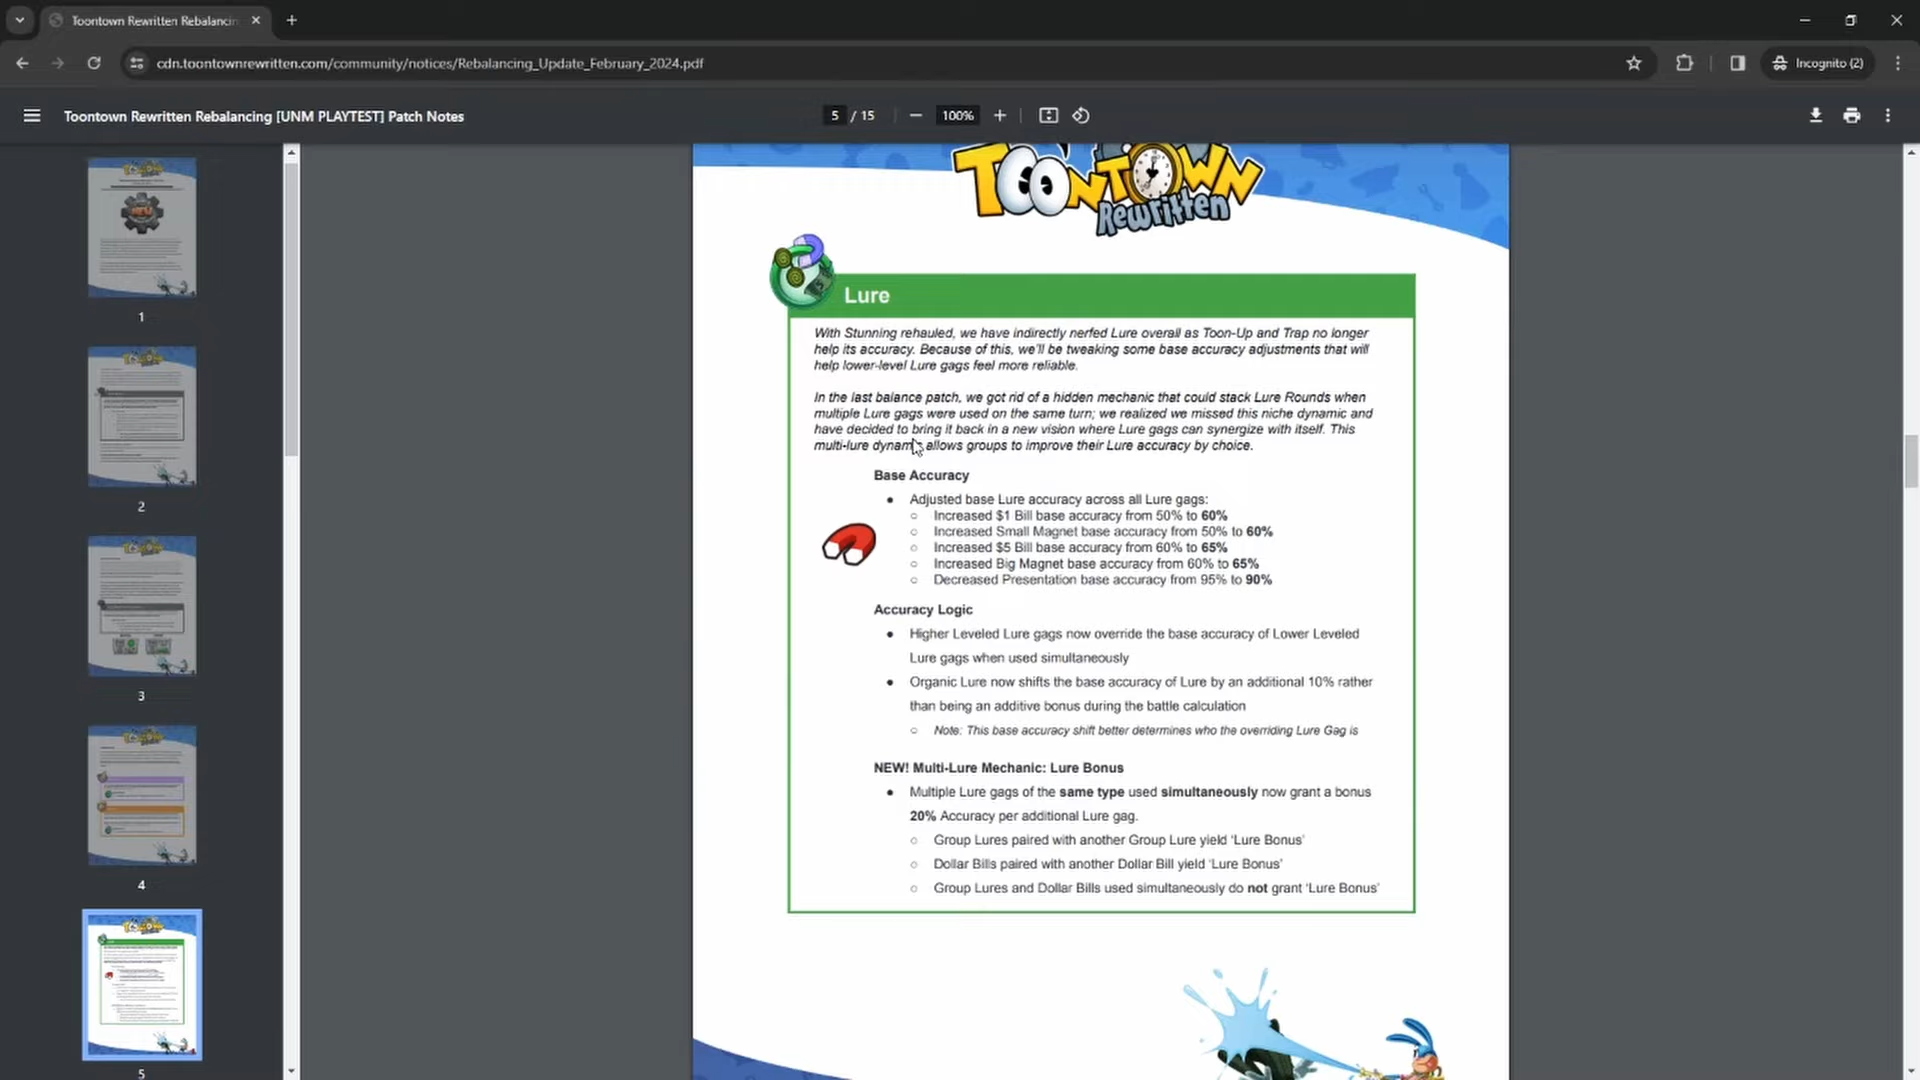 Toontown Rewritten Rebalancin
cdn.toontownrewritten.com/community/notices/Rebalancing_Update_February_2024.pdf
Incognito (2)
Toontown Rewritten Rebalancing [UNM PLAYTEST] Patch Notes
5 / 15
100%
1
2
3
4
5
TOONTOWN
Rewritten
Lure
With Stunning rehauled, we have indirectly nerfed Lure overall as Toon-Up and Trap no longer
help its accuracy. Because of this, we'll be tweaking some base accuracy adjustments that will
help lower-level Lure gags feel more reliable.
In the last balance patch, we got rid of a hidden mechanic that could stack Lure Rounds when
multiple Lure gags were used on the same turn; we realized we missed this niche dynamic and
have decided to bring it back in a new vision where Lure gags can synergize with itself. This
multi-lure dynamic allows groups to improve their Lure accuracy by choice.
Base Accuracy
● Adjusted base Lure accuracy across all Lure gags:
○ Increased $1 Bill base accuracy from 50% to 60%
○ Increased Small Magnet base accuracy from 50% to 60%
○ Increased $5 Bill base accuracy from 60% to 65%
○ Increased Big Magnet base accuracy from 60% to 65%
○ Decreased Presentation base accuracy from 95% to 90%
Accuracy Logic
● Higher Leveled Lure gags now override the base accuracy of Lower Leveled
Lure gags when used simultaneously
● Organic Lure now shifts the base accuracy of Lure by an additional 10% rather
than being an additive bonus during the battle calculation
○ Note: This base accuracy shift better determines who the overriding Lure Gag is
NEW! Multi-Lure Mechanic: Lure Bonus
● Multiple Lure gags of the same type used simultaneously now grant a bonus
20% Accuracy per additional Lure gag.
○ Group Lures paired with another Group Lure yield 'Lure Bonus'
○ Dollar Bills paired with another Dollar Bill yield 'Lure Bonus'
○ Group Lures and Dollar Bills used simultaneously do not grant 'Lure Bonus'